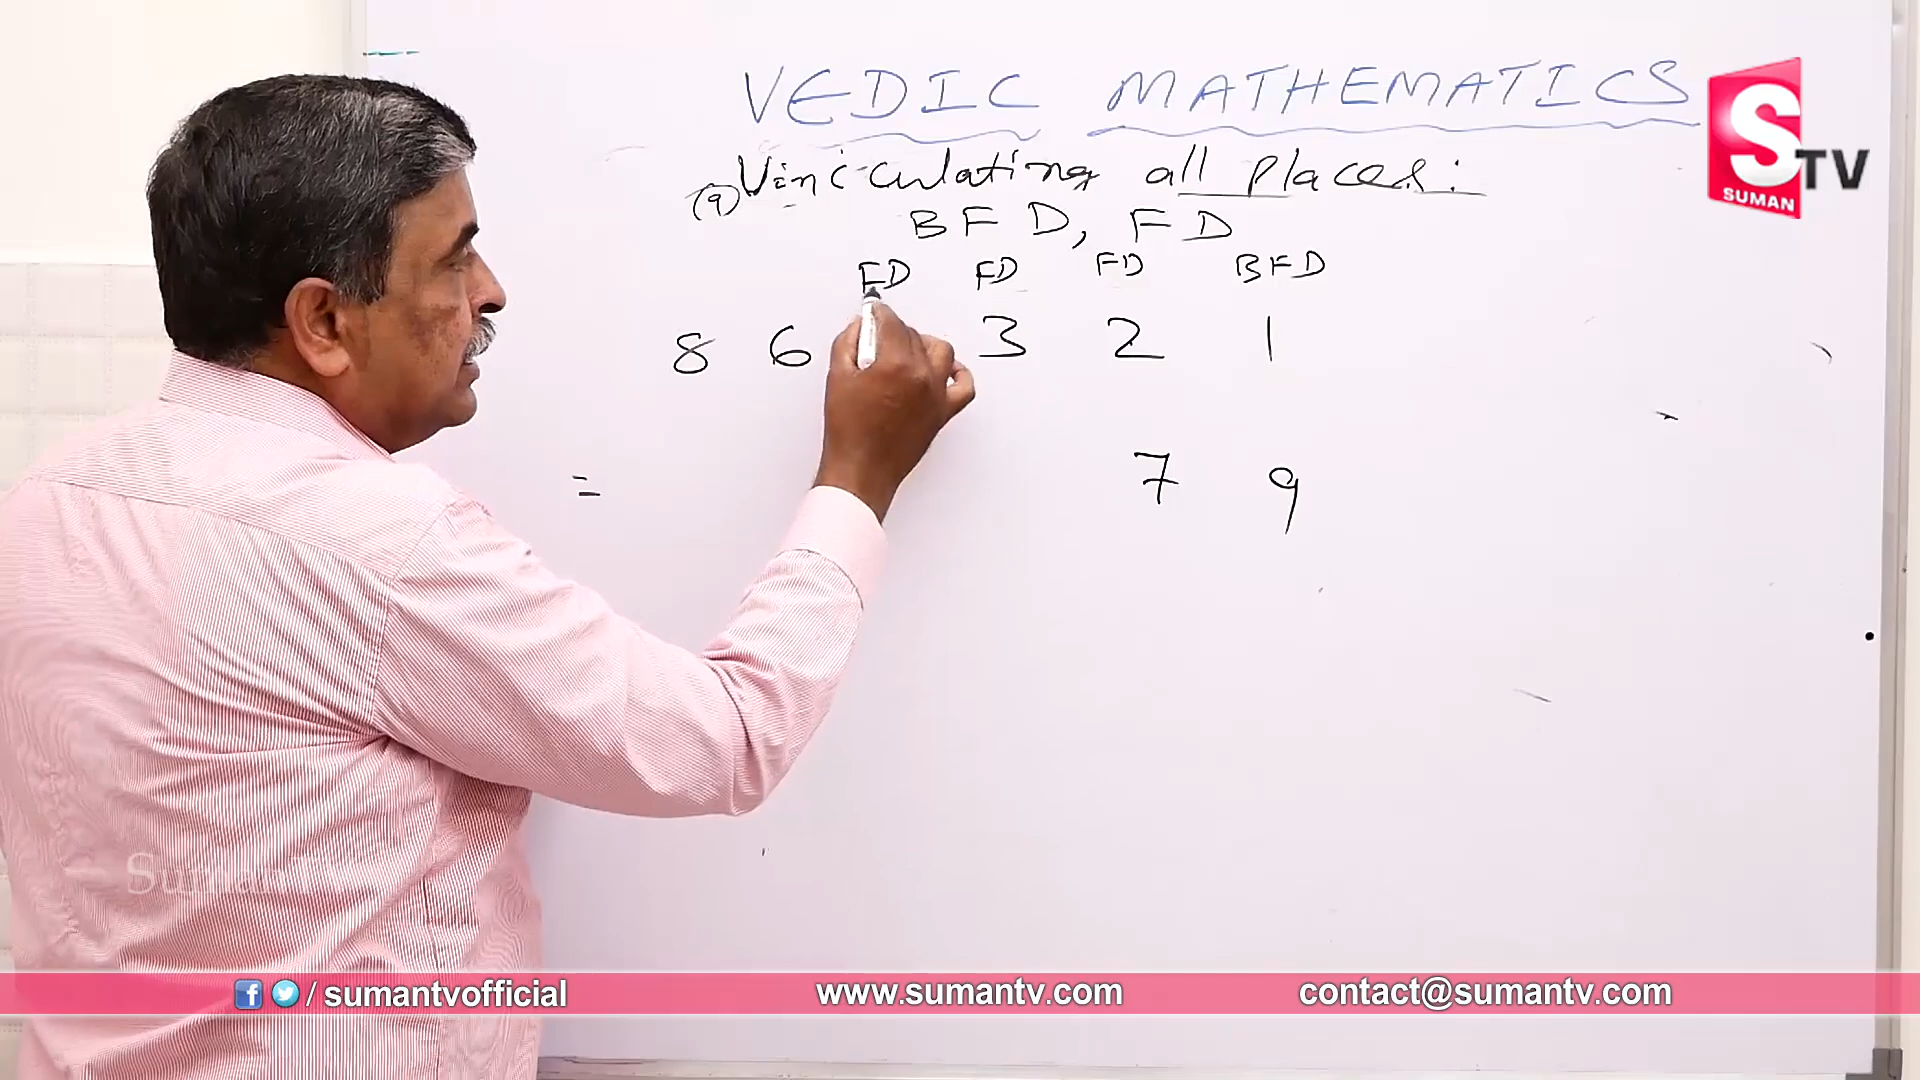 VEDIC MATHEMATICS
S TV
SUMAN
(9) Vinculating all places:
BFD, FD
FD FD FD BFD
8 6 3 2 1
= 7 9
SumanTV
/ sumantvofficial www.sumantv.com contact@sumantv.com